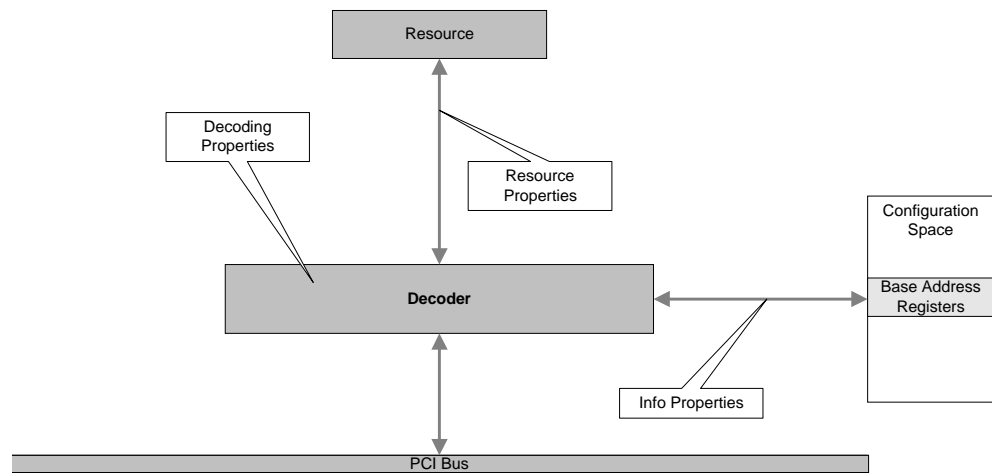 Resource
Decoding
Properties
Resource
Properties
Configuration
Space
Base Address
Registers
Decoder
Info Properties
PCI Bus